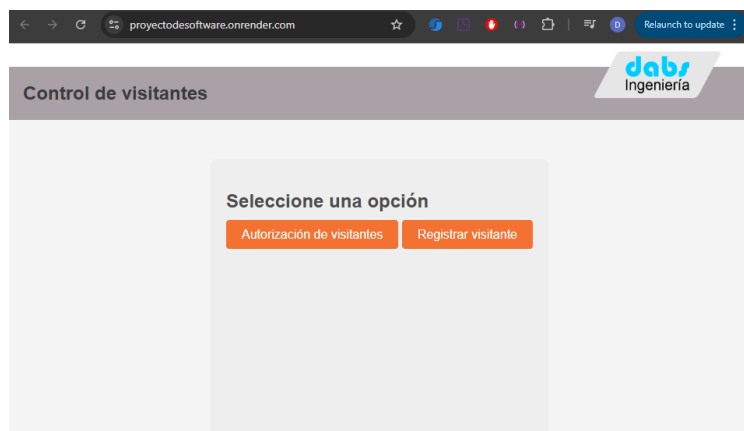 proyectodesoftware.onrender.com
D
Relaunch to update
dabs
Ingeniería
Control de visitantes
Seleccione una opción
Autorización de visitantes
Registrar visitante